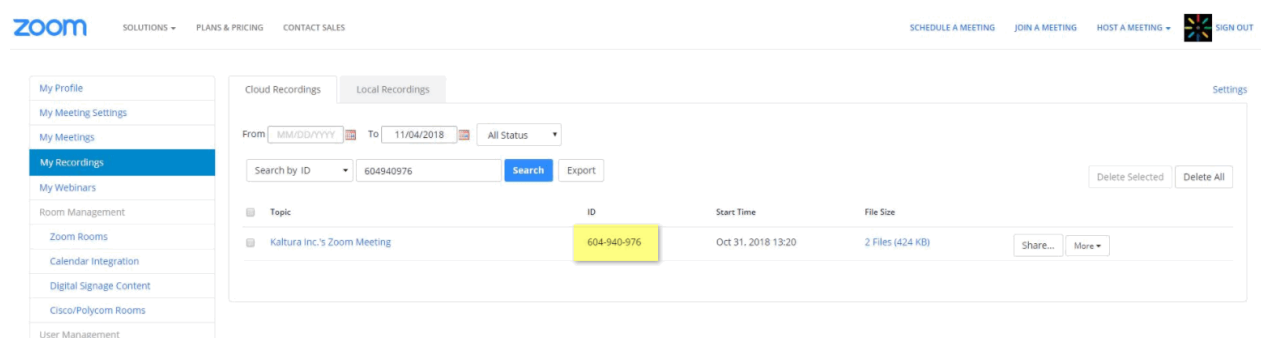 zoom SOLUTIONS PLANS & PRICING CONTACT SALES SCHEDULE A MEETING JOIN A MEETING HOST A MEETING SIGN OUT
My Profile
My Meeting Settings
My Meetings
My Recordings
My Webinars
Room Management
Zoom Rooms
Calendar Integration
Digital Signage Content
Cisco/Polycom Rooms
User Management
Cloud Recordings Local Recordings Settings
From MM/DD/YYYY To 11/04/2018 All Status
Search by ID 604940976 Search Export
Delete Selected Delete All
Topic ID Start Time File Size
Kaltura Inc.'s Zoom Meeting 604-940-976 Oct 31, 2018 13:20 2 Files (424 KB) Share... More